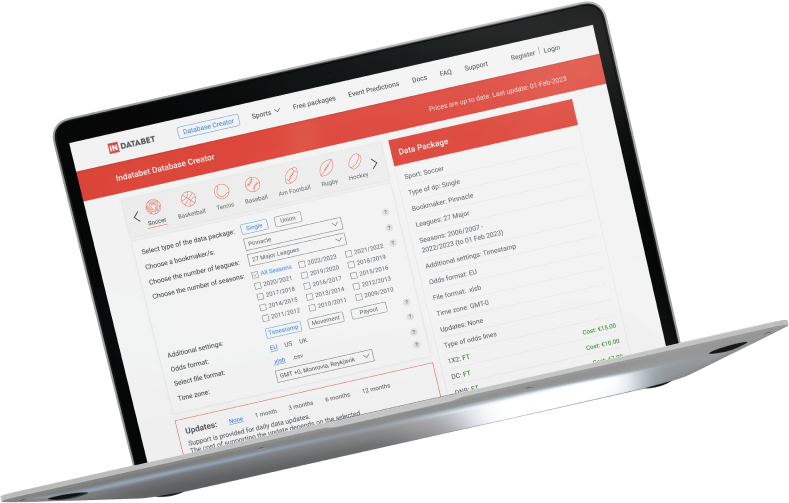 INDATABET
Database Creator
Sports
Free packages
Event Predictions
Docs
FAQ
Support
Register | Login
Prices are up to date. Last update: 01-Feb-2023
Indatabet Database Creator
Soccer
Basketball
Tennis
Baseball
Am Football
Rugby
Hockey
Select type of the data package: Single Union ?
Choose a bookmaker/s: Pinnacle ?
Choose the number of leagues: 27 Major Leagues ?
Choose the number of seasons: All Seasons 2022/2023 2021/2022
2020/2021 2019/2020 2018/2019
2017/2018 2016/2017 2015/2016
2014/2015 2013/2014 2012/2013
2011/2012 2010/2011 2009/2010
Additional settings: Timestamp Movement Payout ?
Odds format: EU US UK ?
Select file format: .xlsb .csv ?
Time zone: GMT +0, Monrovia, Reykjavik ?
Updates: None 1 month 3 months 6 months 12 months
Support is provided for daily data updates.
The cost of supporting the update depends on the selected
Data Package
Sport: Soccer
Type of dp: Single
Bookmaker: Pinnacle
Leagues: 27 Major
Seasons: 2006/2007 -
2022/2023 (to 01 Feb 2023)
Additional settings: Timestamp
Odds format: EU
File format: .xlsb
Time zone: GMT-0
Updates: None
Type of odds lines
1X2: FT Cost: €15.00
DC: FT Cost: €10.00
DNB: FT